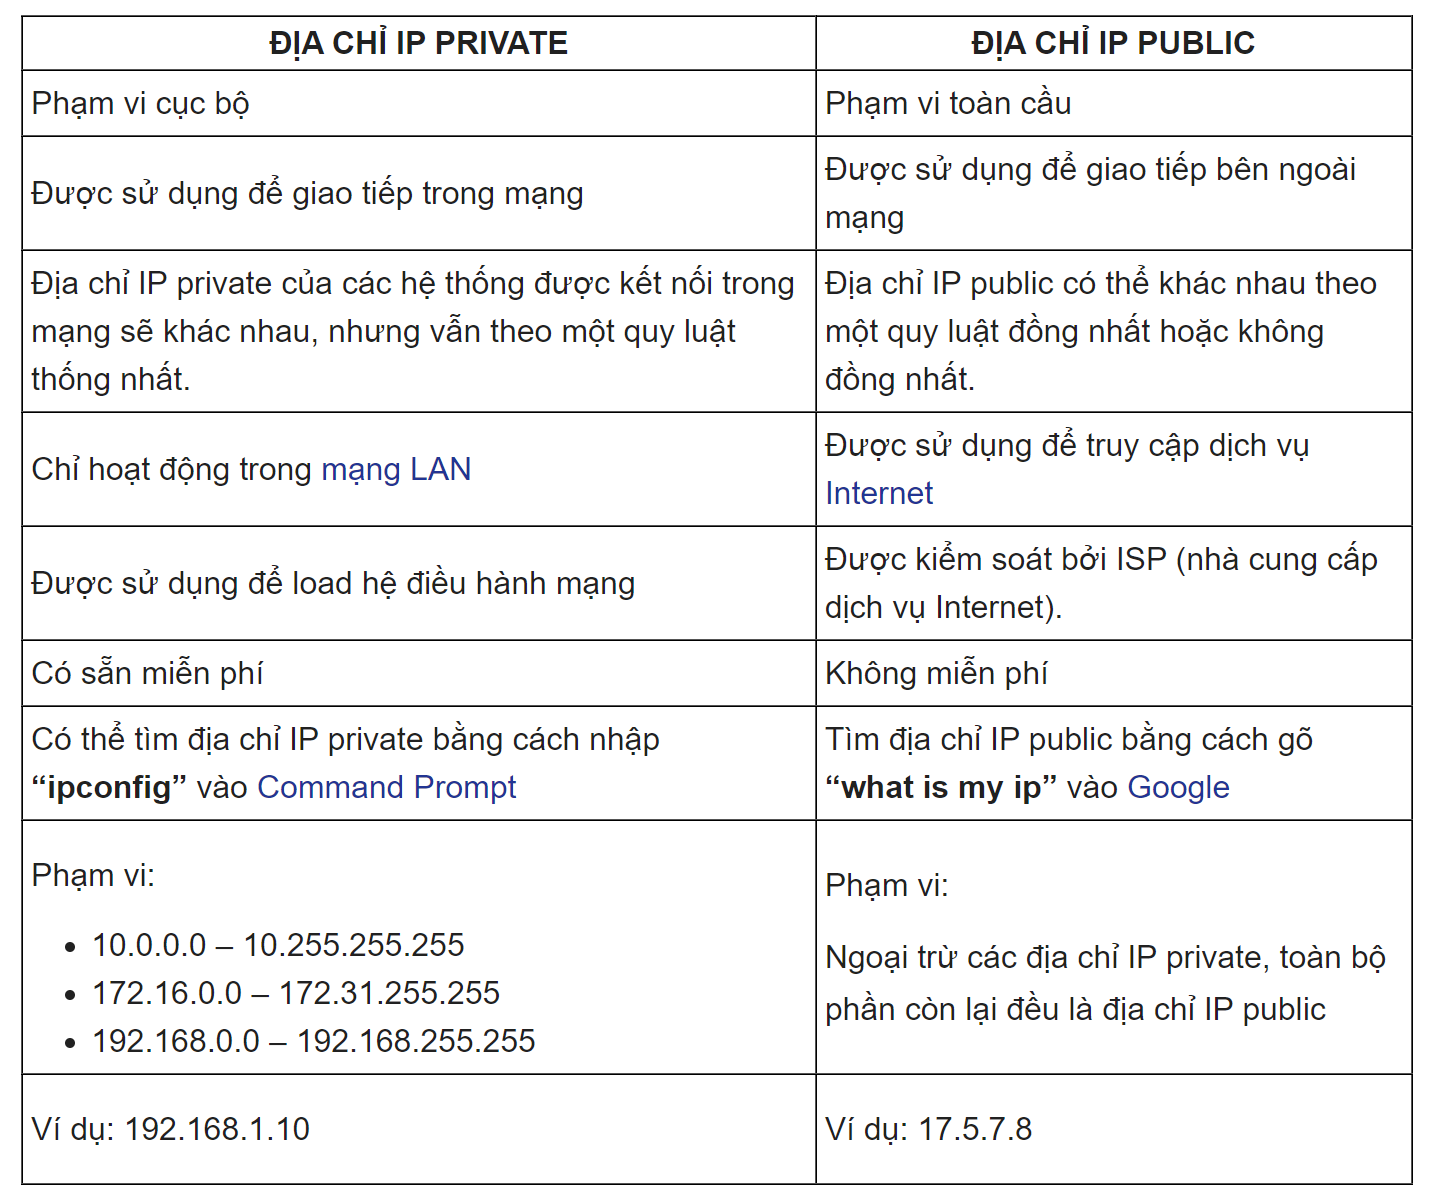 ĐỊA CHỈ IP PRIVATE
ĐỊA CHỈ IP PUBLIC
Phạm vi cục bộ
Phạm vi toàn cầu
Được sử dụng để giao tiếp trong mạng
Được sử dụng để giao tiếp bên ngoài
mạng
Địa chỉ IP private của các hệ thống được kết nối trong
mạng sẽ khác nhau, nhưng vẫn theo một quy luật
thống nhất.
Địa chỉ IP public có thể khác nhau theo
một quy luật đồng nhất hoặc không
đồng nhất.
Chỉ hoạt động trong mạng LAN
Được sử dụng để truy cập dịch vụ
Internet
Được sử dụng để load hệ điều hành mạng
Được kiểm soát bởi ISP (nhà cung cấp
dịch vụ Internet).
Có sẵn miễn phí
Không miễn phí
Có thể tìm địa chỉ IP private bằng cách nhập
“ipconfig” vào Command Prompt
Tìm địa chỉ IP public bằng cách gõ
“what is my ip” vào Google
Phạm vi:
• 10.0.0.0 – 10.255.255.255
• 172.16.0.0 – 172.31.255.255
• 192.168.0.0 – 192.168.255.255
Phạm vi:
Ngoại trừ các địa chỉ IP private, toàn bộ
phần còn lại đều là địa chỉ IP public
Ví dụ: 192.168.1.10
Ví dụ: 17.5.7.8